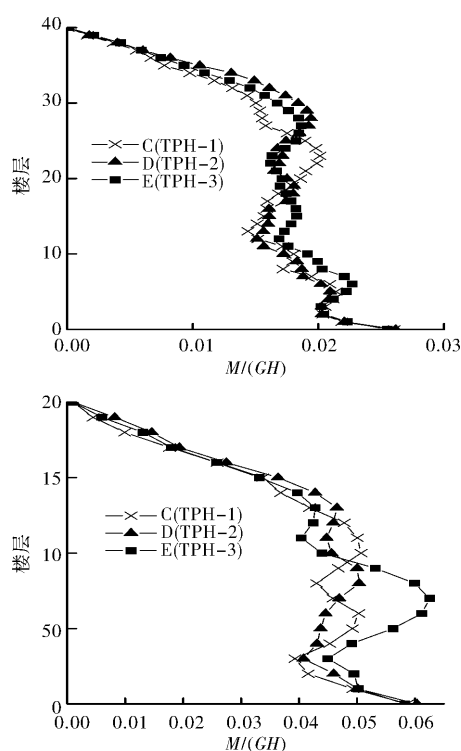 40
30
20
10
0
楼层
C(TPH-1)
D(TPH-2)
E(TPH-3)
0.00 0.01 0.02 0.03
M/(GH)
20
15
10
50
0
楼层
C(TPH-1)
D(TPH-2)
E(TPH-3)
0.00 0.01 0.02 0.03 0.04 0.05 0.06
M/(GH)